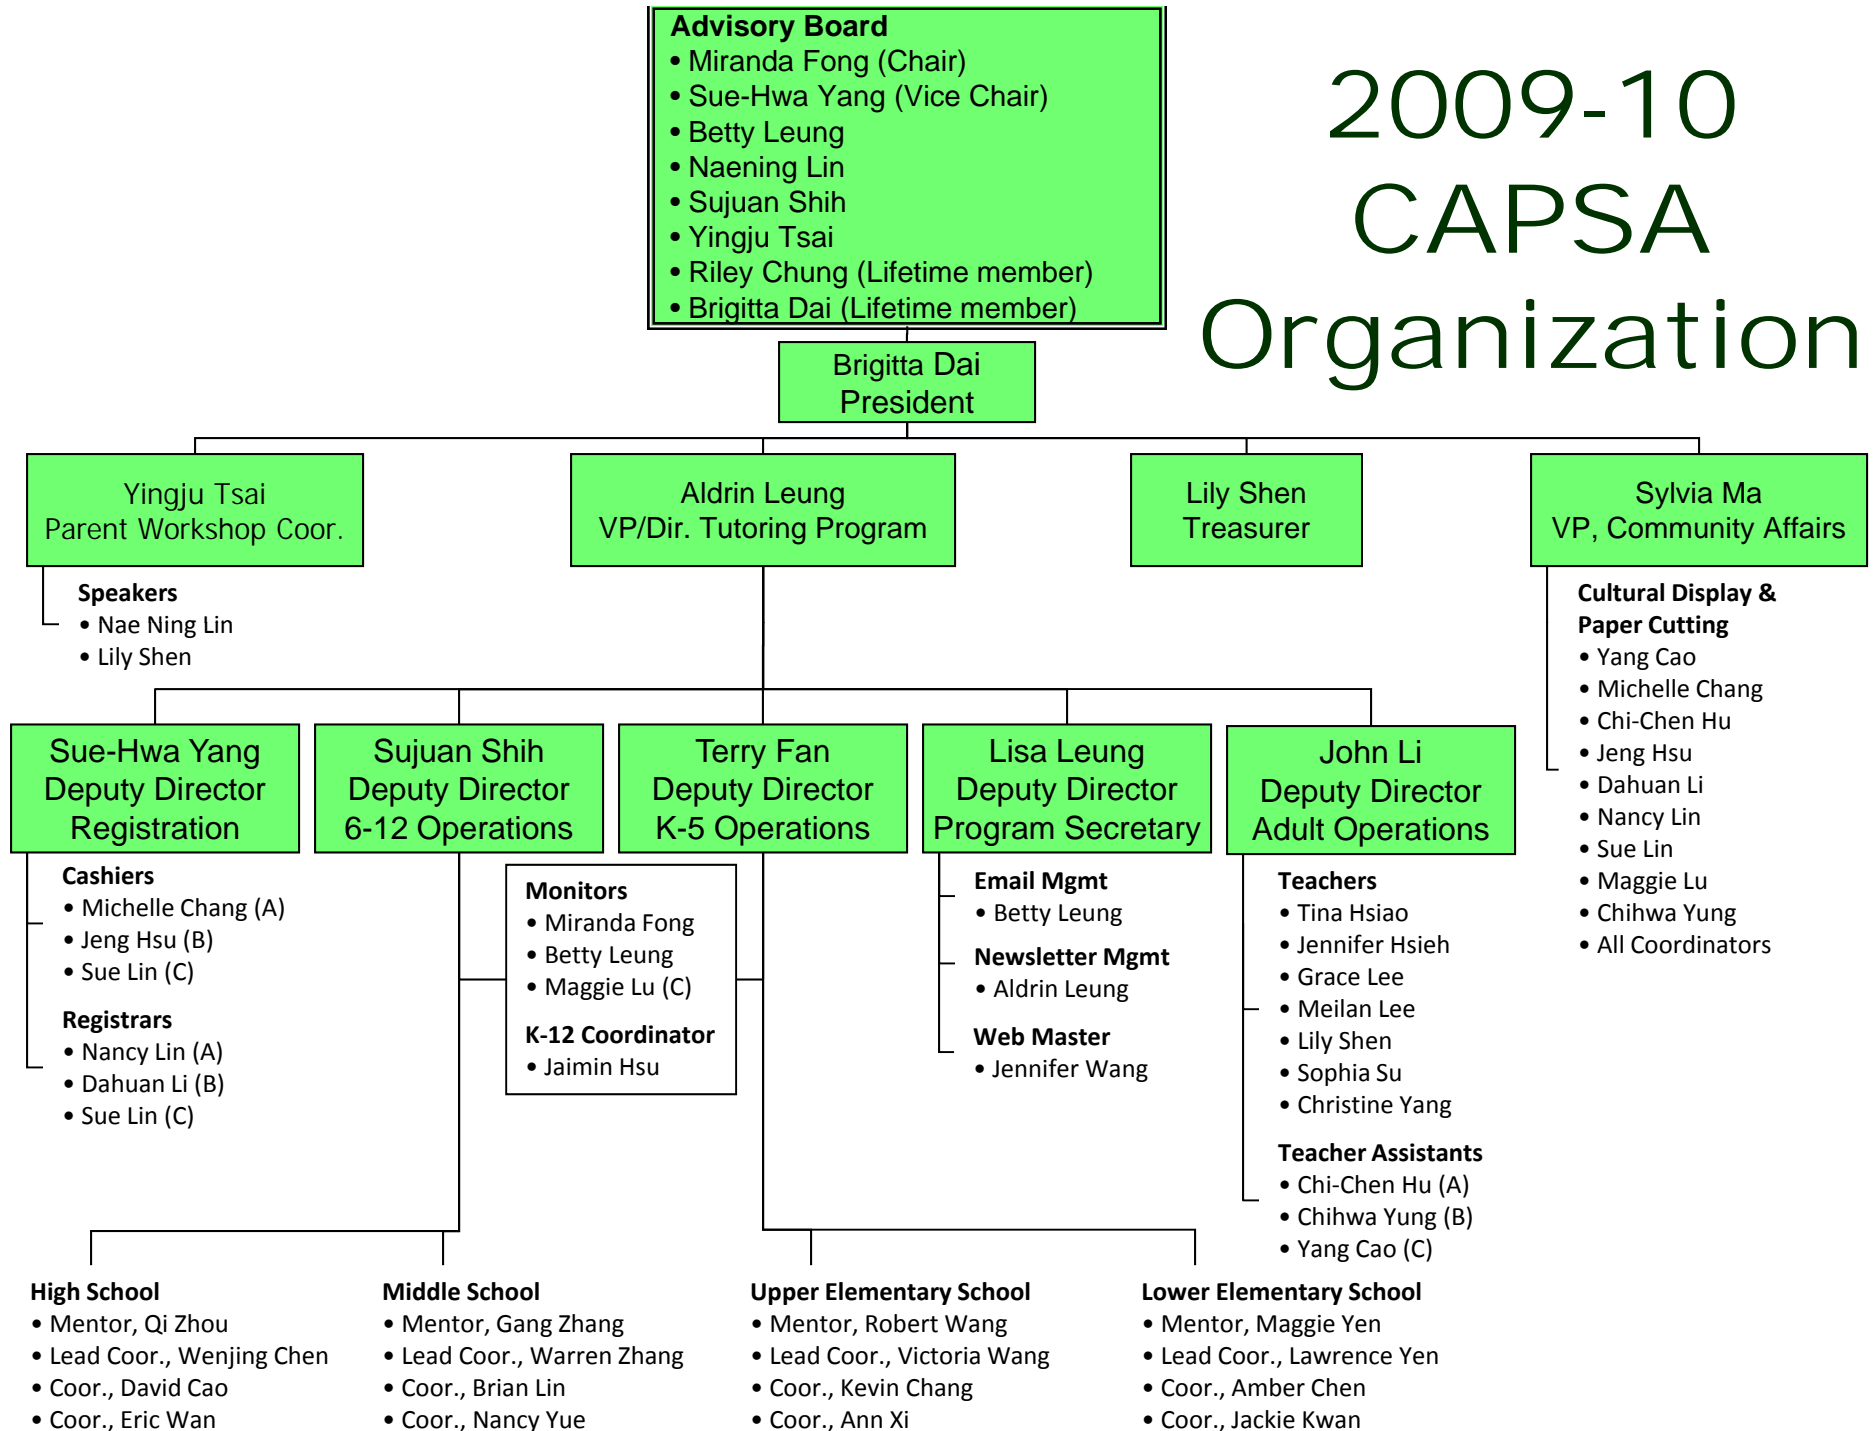 Advisory Board
• Miranda Fong (Chair)
• Sue-Hwa Yang (Vice Chair)
• Betty Leung
• Naening Lin
• Sujuan Shih
• Yingju Tsai
• Riley Chung (Lifetime member)
• Brigitta Dai (Lifetime member)
2009-10
CAPSA
Organization
Brigitta Dai
President
Yingju Tsai
Parent Workshop Coor.
Aldrin Leung
VP/Dir. Tutoring Program
Lily Shen
Treasurer
Sylvia Ma
VP, Community Affairs
Speakers
• Nae Ning Lin
• Lily Shen
Cultural Display &
Paper Cutting
• Yang Cao
• Michelle Chang
• Chi-Chen Hu
• Jeng Hsu
• Dahuan Li
• Nancy Lin
• Sue Lin
• Maggie Lu
• Chihwa Yung
• All Coordinators
Sue-Hwa Yang
Deputy Director
Registration
Sujuan Shih
Deputy Director
6-12 Operations
Terry Fan
Deputy Director
K-5 Operations
Lisa Leung
Deputy Director
Program Secretary
John Li
Deputy Director
Adult Operations
Cashiers
• Michelle Chang (A)
• Jeng Hsu (B)
• Sue Lin (C)
Registrars
• Nancy Lin (A)
• Dahuan Li (B)
• Sue Lin (C)
Monitors
• Miranda Fong
• Betty Leung
• Maggie Lu (C)
K-12 Coordinator
• Jaimin Hsu
Email Mgmt
• Betty Leung
Newsletter Mgmt
• Aldrin Leung
Web Master
• Jennifer Wang
Teachers
• Tina Hsiao
• Jennifer Hsieh
• Grace Lee
• Meilan Lee
• Lily Shen
• Sophia Su
• Christine Yang
Teacher Assistants
• Chi-Chen Hu (A)
• Chihwa Yung (B)
• Yang Cao (C)
High School
• Mentor, Qi Zhou
• Lead Coor., Wenjing Chen
• Coor., David Cao
• Coor., Eric Wan
Middle School
• Mentor, Gang Zhang
• Lead Coor., Warren Zhang
• Coor., Brian Lin
• Coor., Nancy Yue
Upper Elementary School
• Mentor, Robert Wang
• Lead Coor., Victoria Wang
• Coor., Kevin Chang
• Coor., Ann Xi
Lower Elementary School
• Mentor, Maggie Yen
• Lead Coor., Lawrence Yen
• Coor., Amber Chen
• Coor., Jackie Kwan